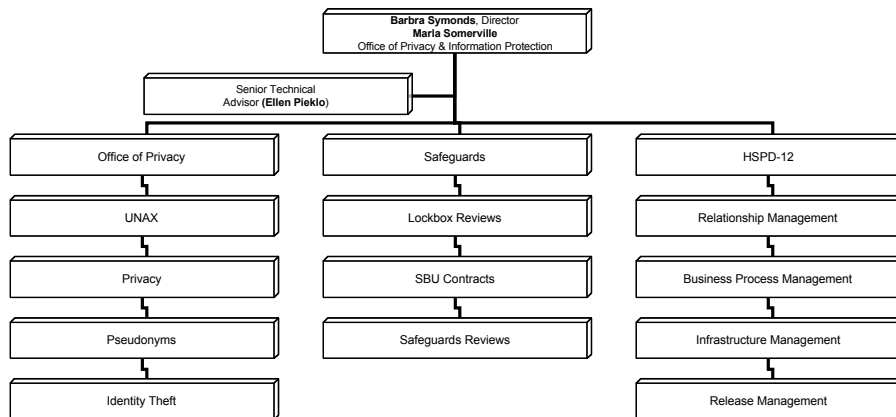 Barbra Symonds, Director
Marla Somerville
Office of Privacy & Information Protection
Senior Technical
Advisor (Ellen Pieklo)
Office of Privacy
Safeguards
HSPD-12
UNAX
Lockbox Reviews
Relationship Management
Privacy
SBU Contracts
Business Process Management
Pseudonyms
Safeguards Reviews
Infrastructure Management
Identity Theft
Release Management